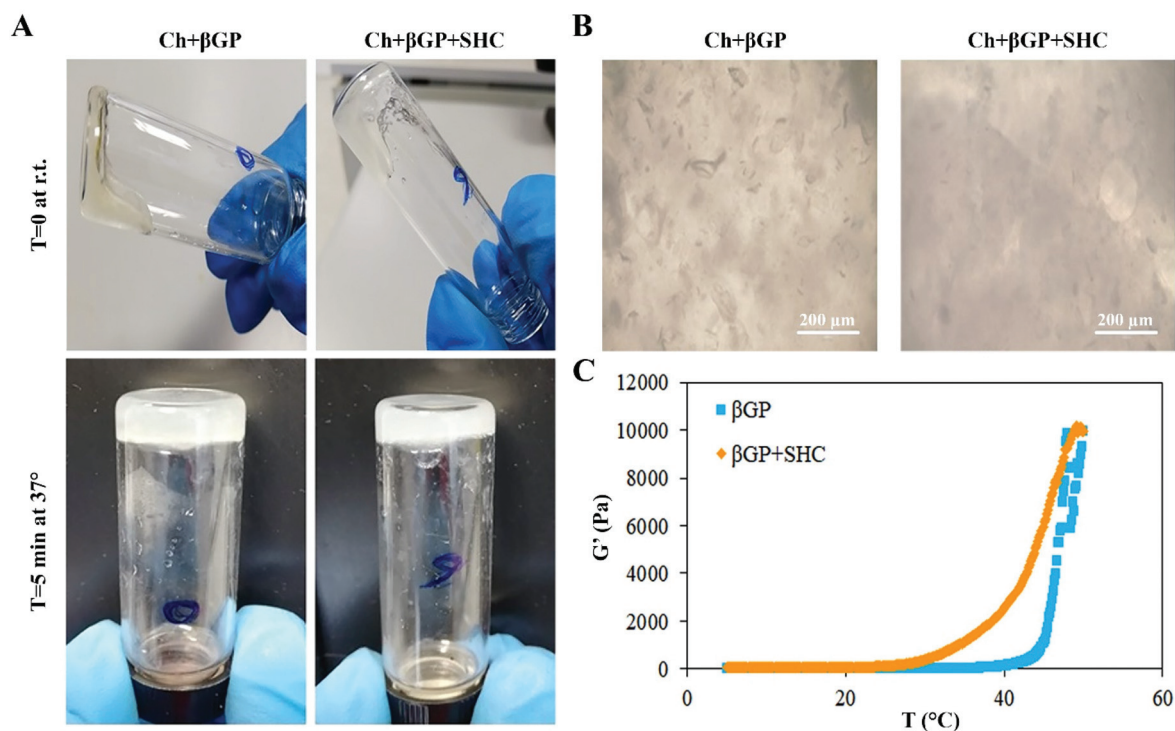 A
Ch+βGP
Ch+βGP+SHC
T=0 at r.t.
T=5 min at 37°
B
Ch+βGP
Ch+βGP+SHC
200 µm
200 µm
C
12000
10000
8000
6000
4000
2000
0
G’ (Pa)
βGP
βGP+SHC
0
20
40
60
T (°C)